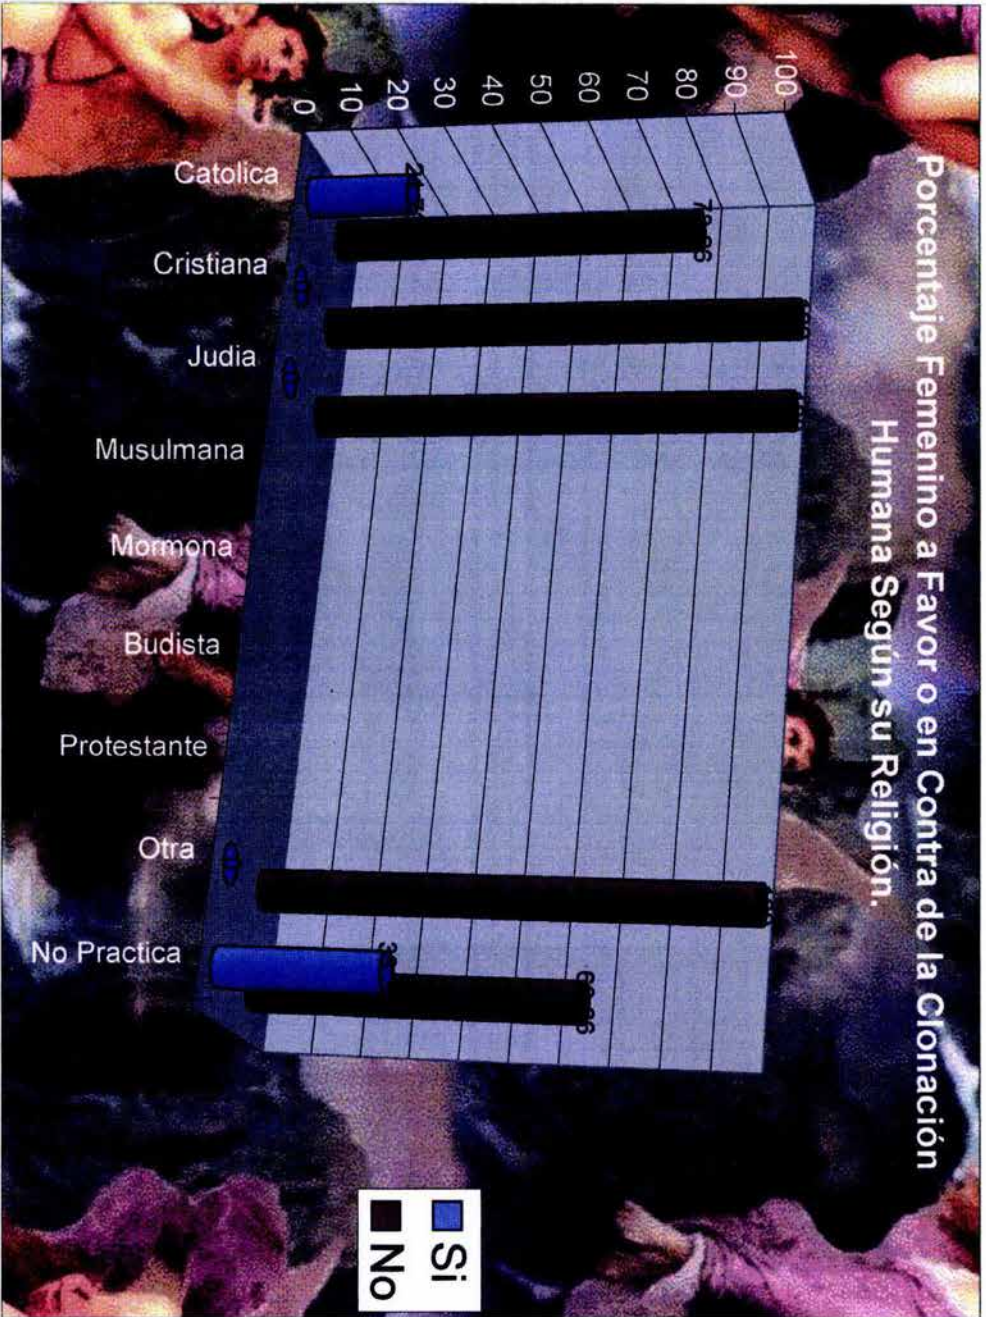 Porcentaje Femenino a Favor o en Contra de la Clonación
Humana Según su Religión.
100
90
80
70
60
50
40
30
20
10
0
Catolica
Cristiana
Judia
Musulmana
Mormona
Budista
Protestante
Otra
No Practica
Si
No